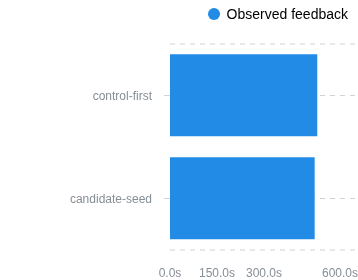 Observed feedback
control-first
candidate-seed
0.0s 150.0s 300.0s 600.0s